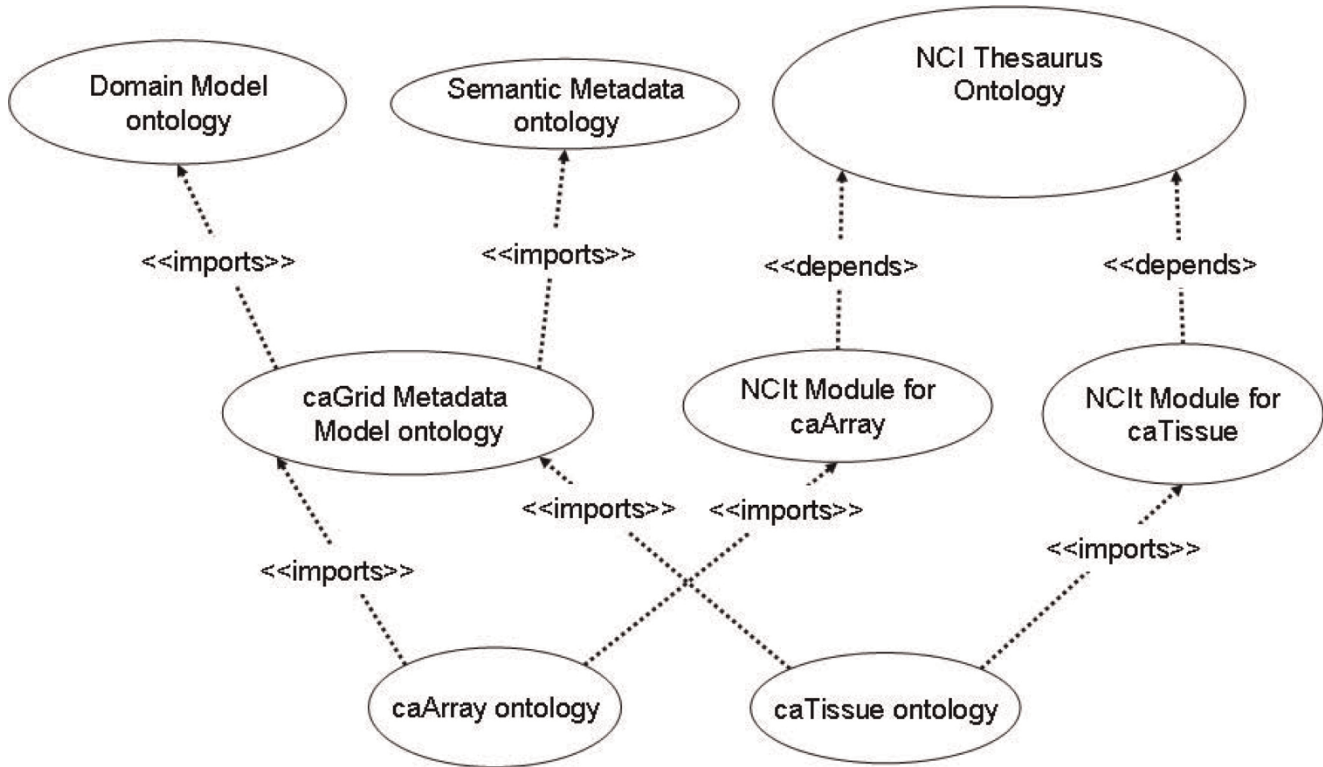 Domain Model
ontology
Semantic Metadata
ontology
NCI Thesaurus
Ontology
<<imports>>
<<imports>>
<<depends>
<<depends>
caGrid Metadata
Model ontology
NCIt Module for
caArray
NCIt Module for
caTissue
<<imports>>
<<imports>>
<<imports>>
<<imports>>
caArray ontology
caTissue ontology